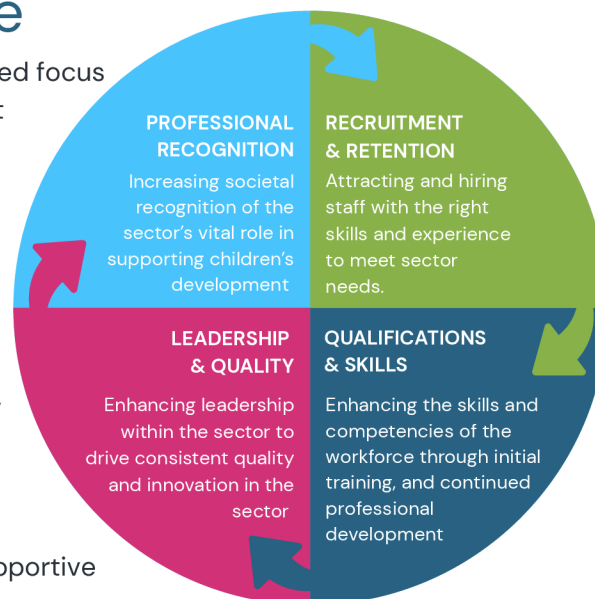 e
ed focus
t
PROFESSIONAL
RECOGNITION
Increasing societal
recognition of the
sector's vital role in
supporting children's
development
RECRUITMENT
& RETENTION
Attracting and hiring
staff with the right
skills and experience
to meet sector
needs.
LEADERSHIP
& QUALITY
Enhancing leadership
within the sector to
drive consistent quality
and innovation in the
sector
QUALIFICATIONS
& SKILLS
Enhancing the skills and
competencies of the
workforce through initial
training, and continued
professional
development
pportive